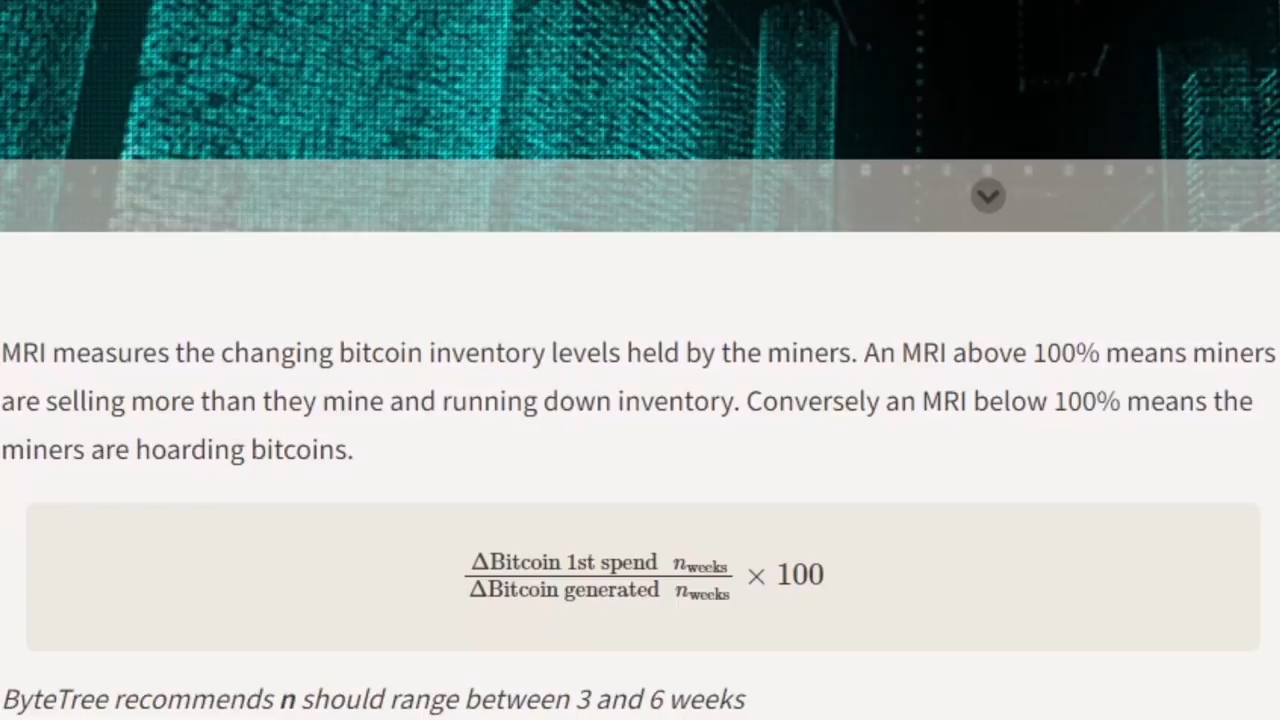 MRI measures the changing bitcoin inventory levels held by the miners. An MRI above 100% means miners
are selling more than they mine and running down inventory. Conversely an MRI below 100% means the
miners are hoarding bitcoins.
ΔBitcoin 1st spend n_weeks
ΔBitcoin generated n_weeks
× 100
ByteTree recommends n should range between 3 and 6 weeks